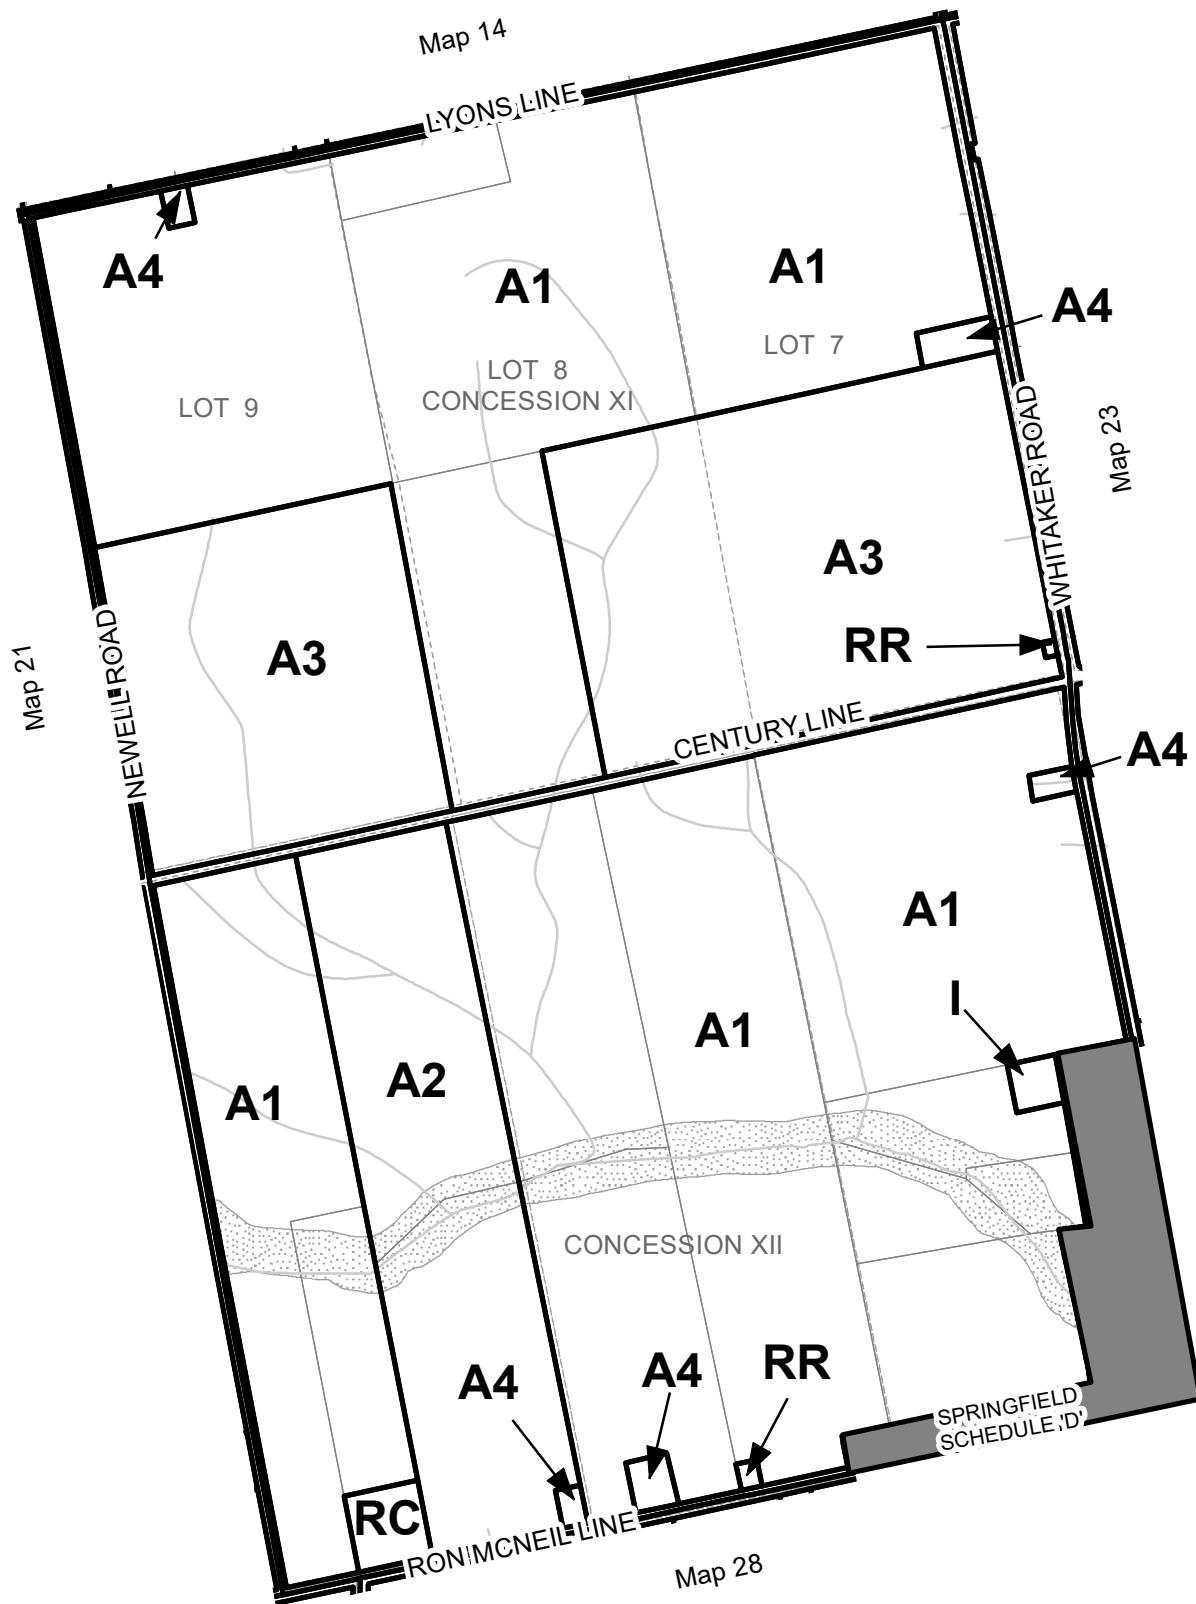 Map 14
LYONS LINE
A4
A1
A1
A4
LOT 7
LOT 8
CONCESSION XI
LOT 9
WHITAKER ROAD
Map 23
A3
RR
A3
NEWELL ROAD
Map 21
CENTURY LINE
A4
A1
I
A1
A2
A1
CONCESSION XII
A4
A4
RR
SPRINGFIELD
SCHEDULE 'D'
RC
RON MCNEIL LINE
Map 28